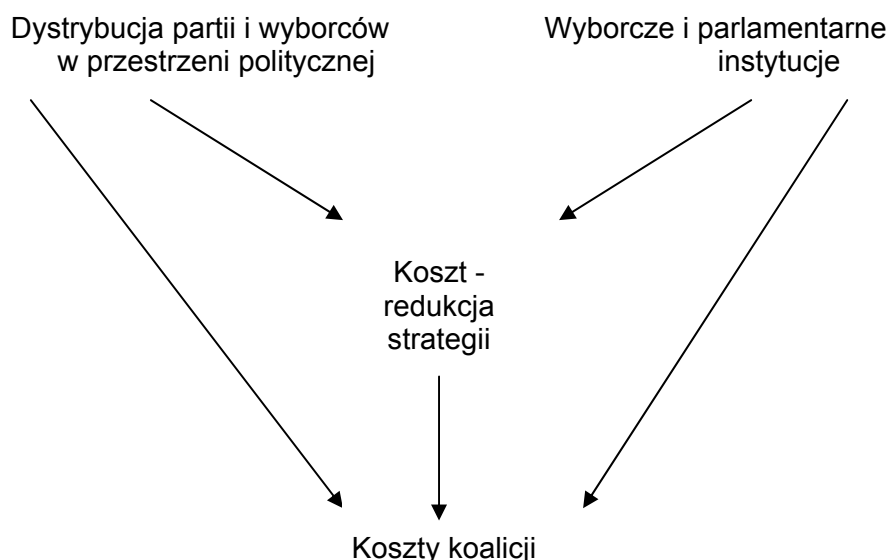 Dystrybucja partii i wyborców
w przestrzeni politycznej
Wyborcze i parlamentarne
instytucje
Koszt -
redukcja
strategii
Koszty koalicji